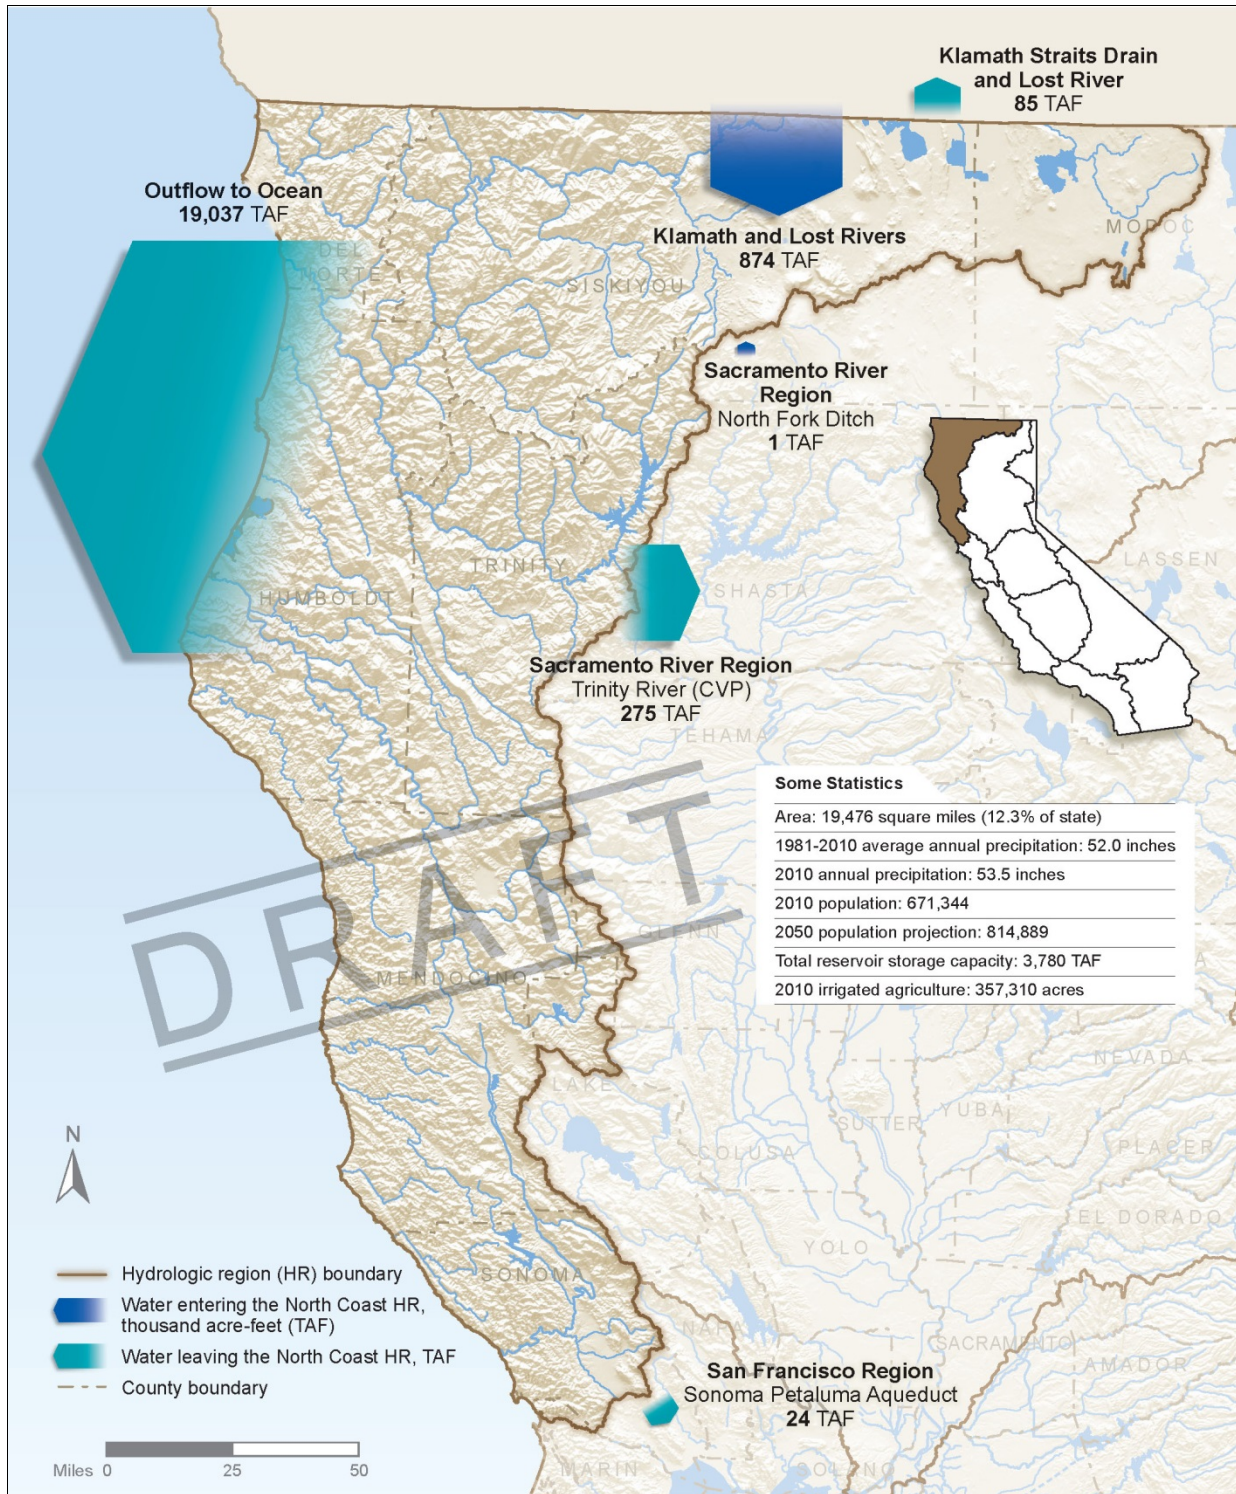 Klamath Straits Drain
and Lost River
85 TAF
Outflow to Ocean
19,037 TAF
DEL
NORTE
SISKIYOU
MODOC
Klamath and Lost Rivers
874 TAF
Sacramento River
Region
North Fork Ditch
1 TAF
LASSEN
TRINITY
SHASTA
HUMBOLDT
Sacramento River Region
Trinity River (CVP)
275 TAF
TEHAMA
Some Statistics
Area: 19,476 square miles (12.3% of state)
1981-2010 average annual precipitation: 52.0 inches
2010 annual precipitation: 53.5 inches
2010 population: 671,344
2050 population projection: 814,889
Total reservoir storage capacity: 3,780 TAF
2010 irrigated agriculture: 357,310 acres
DRAFT
GLENN
MENDOCINO
NEVADA
LAKE
YUBA
SUTTER
COLUSA
PLACER
N
EL DORADO
YOLO
SONOMA
Hydrologic region (HR) boundary
Water entering the North Coast HR,
thousand acre-feet (TAF)
Water leaving the North Coast HR, TAF
County boundary
NAPA
SACRAMENTO
AMADOR
San Francisco Region
Sonoma Petaluma Aqueduct
24 TAF
MARIN
SOLANO
Miles 0 25 50